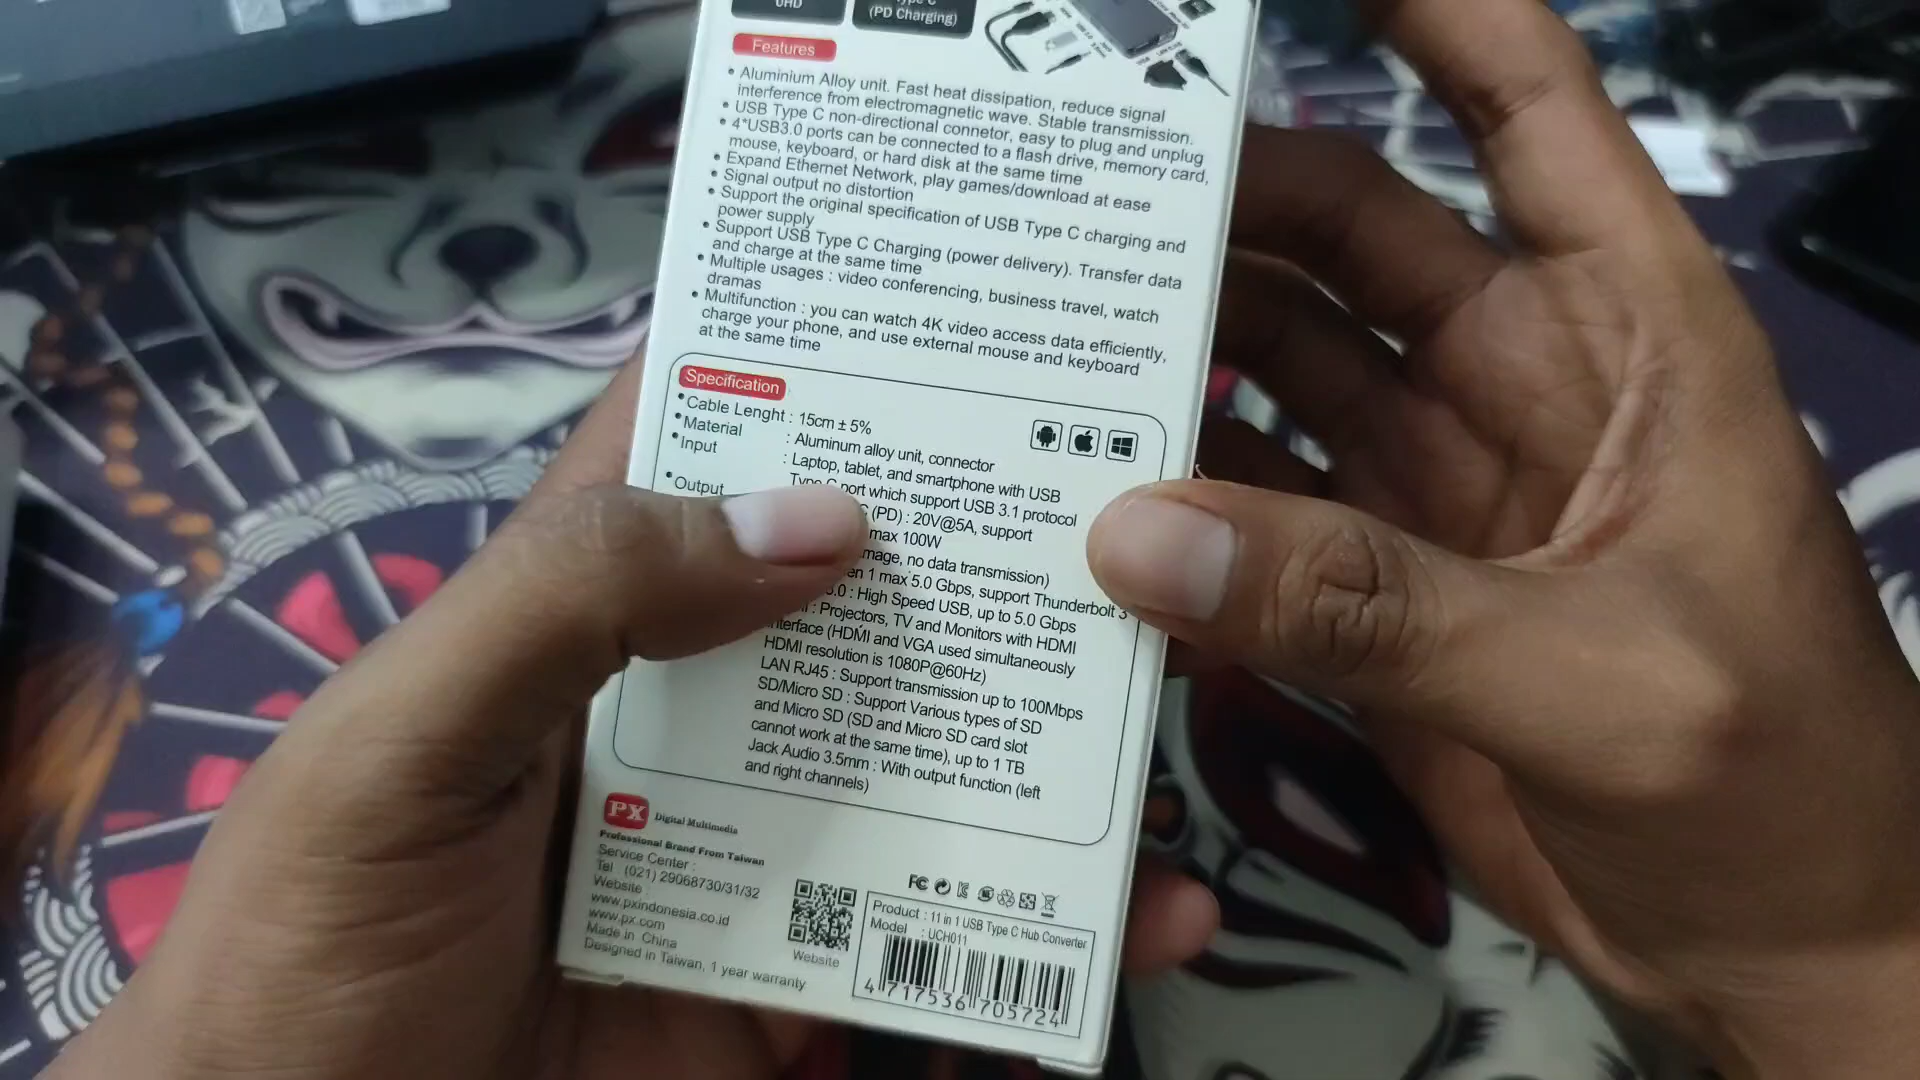 UHD
(PD Charging)
Features
• Aluminium Alloy unit. Fast heat dissipation, reduce signal
interference from electromagnetic wave. Stable transmission.
• USB Type C non-directional connetor, easy to plug and unplug
• 4*USB3.0 ports can be connected to a flash drive, memory card,
mouse, keyboard, or hard disk at the same time
• Expand Ethernet Network, play games/download at ease
• Signal output no distortion
• Support the original specification of USB Type C charging and
power supply
• Support USB Type C Charging (power delivery). Transfer data
and charge at the same time
• Multiple usages : video conferencing, business travel, watch
dramas
• Multifunction : you can watch 4K video access data efficiently,
charge your phone, and use external mouse and keyboard
at the same time
Specification
• Cable Lenght : 15cm ± 5%
• Material : Aluminum alloy unit, connector
• Input : Laptop, tablet, and smartphone with USB
Type C port which support USB 3.1 protocol
• Output (PD) : 20V@5A, support
max 100W
no data transmission)
1 max 5.0 Gbps, support Thunderbolt 3
: High Speed USB, up to 5.0 Gbps
: Projectors, TV and Monitors with HDMI
(HDMI and VGA used simultaneously
HDMI resolution is 1080P@60Hz)
LAN RJ45 : Support transmission up to 100Mbps
SD/Micro SD : Support Various types of SD
and Micro SD (SD and Micro SD card slot
cannot work at the same time), up to 1 TB
Jack Audio 3.5mm : With output function (left
and right channels)
PX Digital Multimedia
Professional Brand From Taiwan
Service Center :
Tel : (021) 29068730/31/32
Website :
www.pxindonesia.co.id
www.px.com
Made in China
Designed in Taiwan, 1 year warranty
Website
FC
Product : 11 in 1 USB Type C Hub Converter
Model : UCH011
4 717536 705724